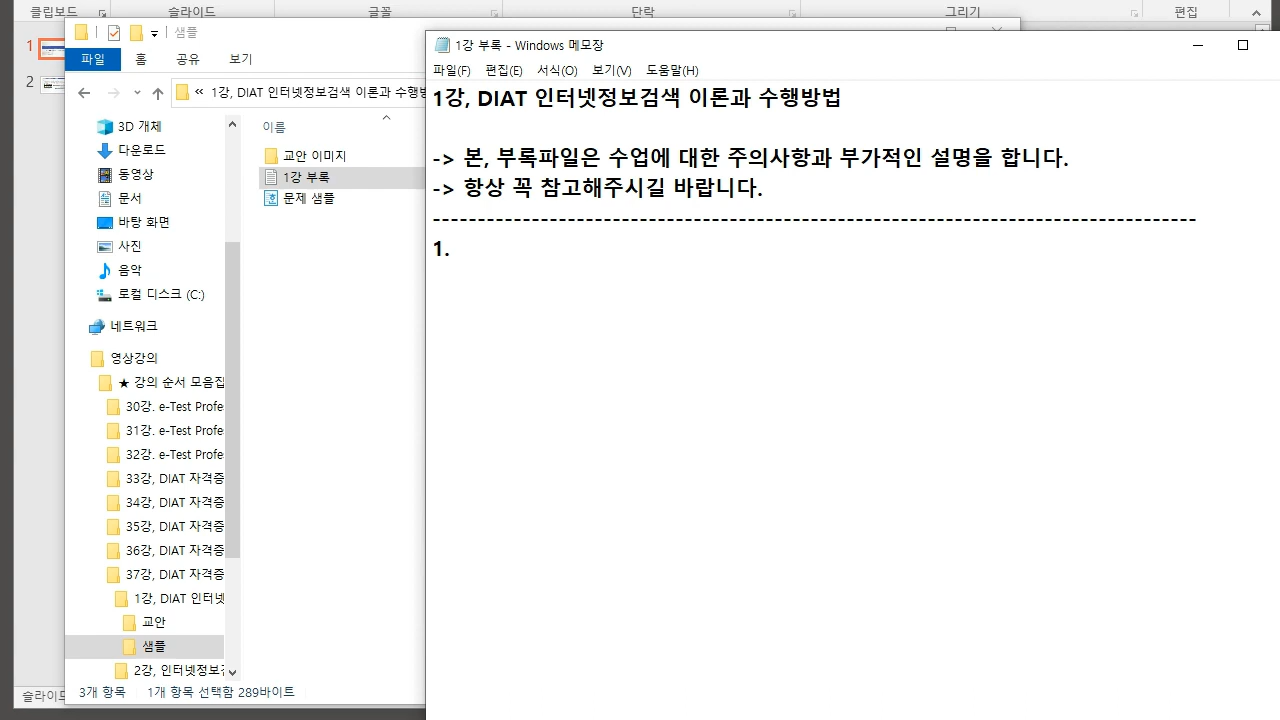 클립보드 슬라이드 글꼴 단락 그리기 편집
샘플
파일 홈 공유 보기
1강, DIAT 인터넷정보검색 이론과 수행방
이름
교안 이미지
1강 부록
문제 샘플
3D 개체
다운로드
동영상
문서
바탕 화면
사진
음악
로컬 디스크 (C:)
네트워크
영상강의
★ 강의 순서 모음집
30강. e-Test Profe
31강. e-Test Profe
32강. e-Test Profe
33강, DIAT 자격증
34강, DIAT 자격증
35강, DIAT 자격증
36강, DIAT 자격증
37강, DIAT 자격증
1강, DIAT 인터넷
교안
샘플
2강, 인터넷정보검
3개 항목 1개 항목 선택함 289바이트
1
2
슬라이드
1강 부록 - Windows 메모장
파일(F) 편집(E) 서식(O) 보기(V) 도움말(H)
1강, DIAT 인터넷정보검색 이론과 수행방법
-> 본, 부록파일은 수업에 대한 주의사항과 부가적인 설명을 합니다.
-> 항상 꼭 참고해주시길 바랍니다.
-------------------------------------------------------------------------------------
1.